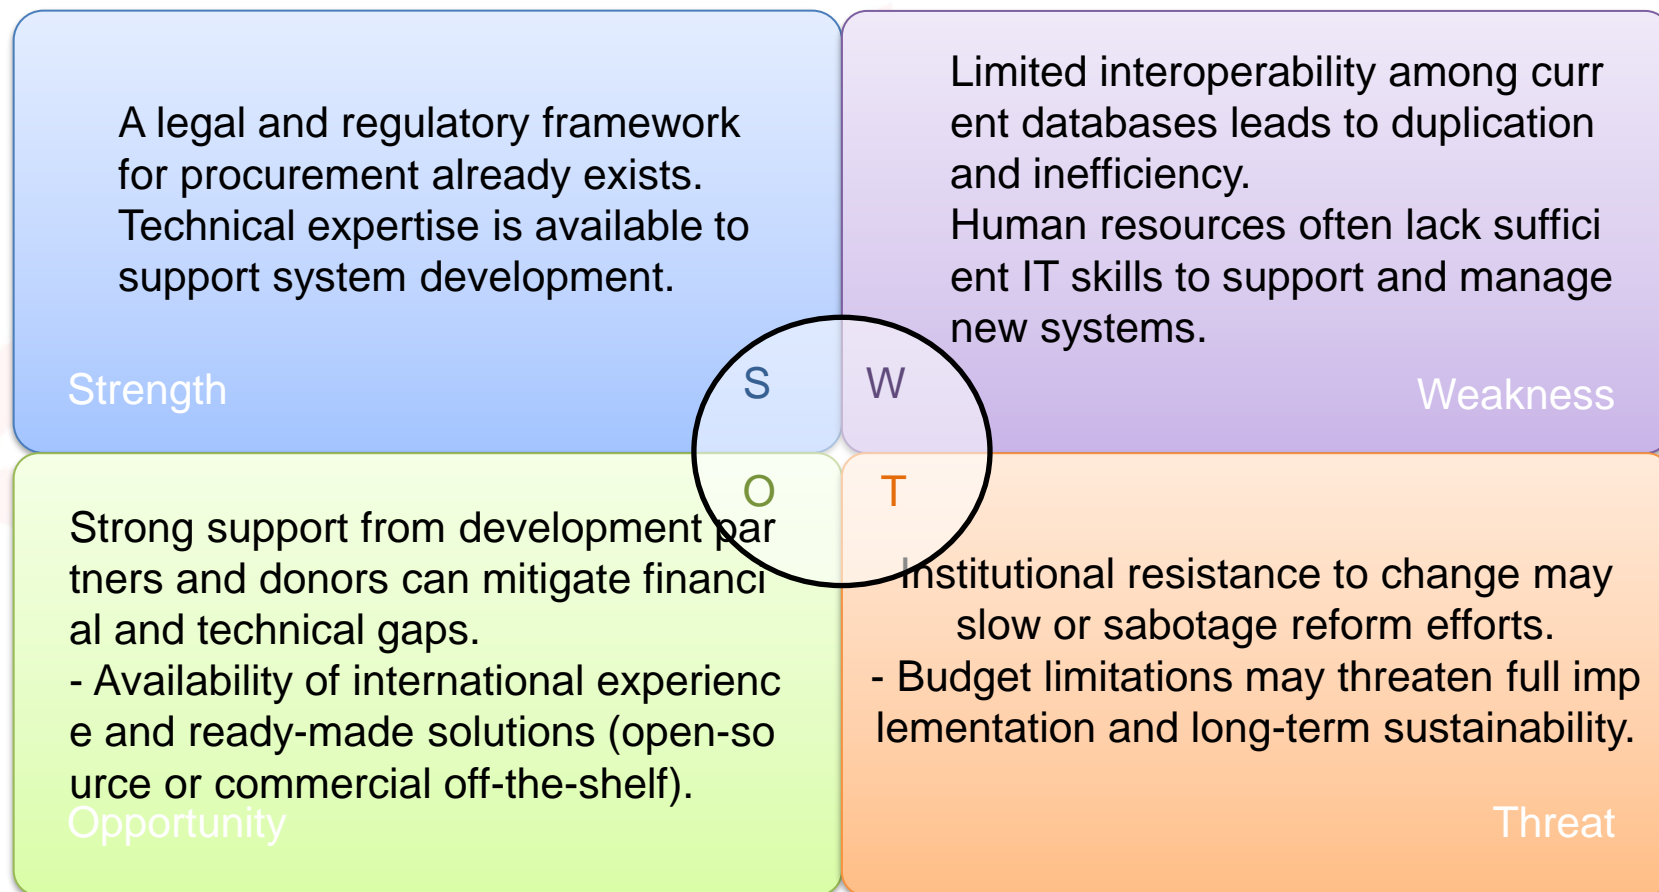 A legal and regulatory framework
for procurement already exists.
Technical expertise is available to
support system development.
Strength
Limited interoperability among curr
ent databases leads to duplication
and inefficiency.
Human resources often lack suffici
ent IT skills to support and manage
new systems.
Weakness
S
W
O
T
Strong support from development par
tners and donors can mitigate financi
al and technical gaps.
- Availability of international experienc
e and ready-made solutions (open-so
urce or commercial off-the-shelf).
Opportunity
Institutional resistance to change may
slow or sabotage reform efforts.
- Budget limitations may threaten full imp
lementation and long-term sustainability.
Threat